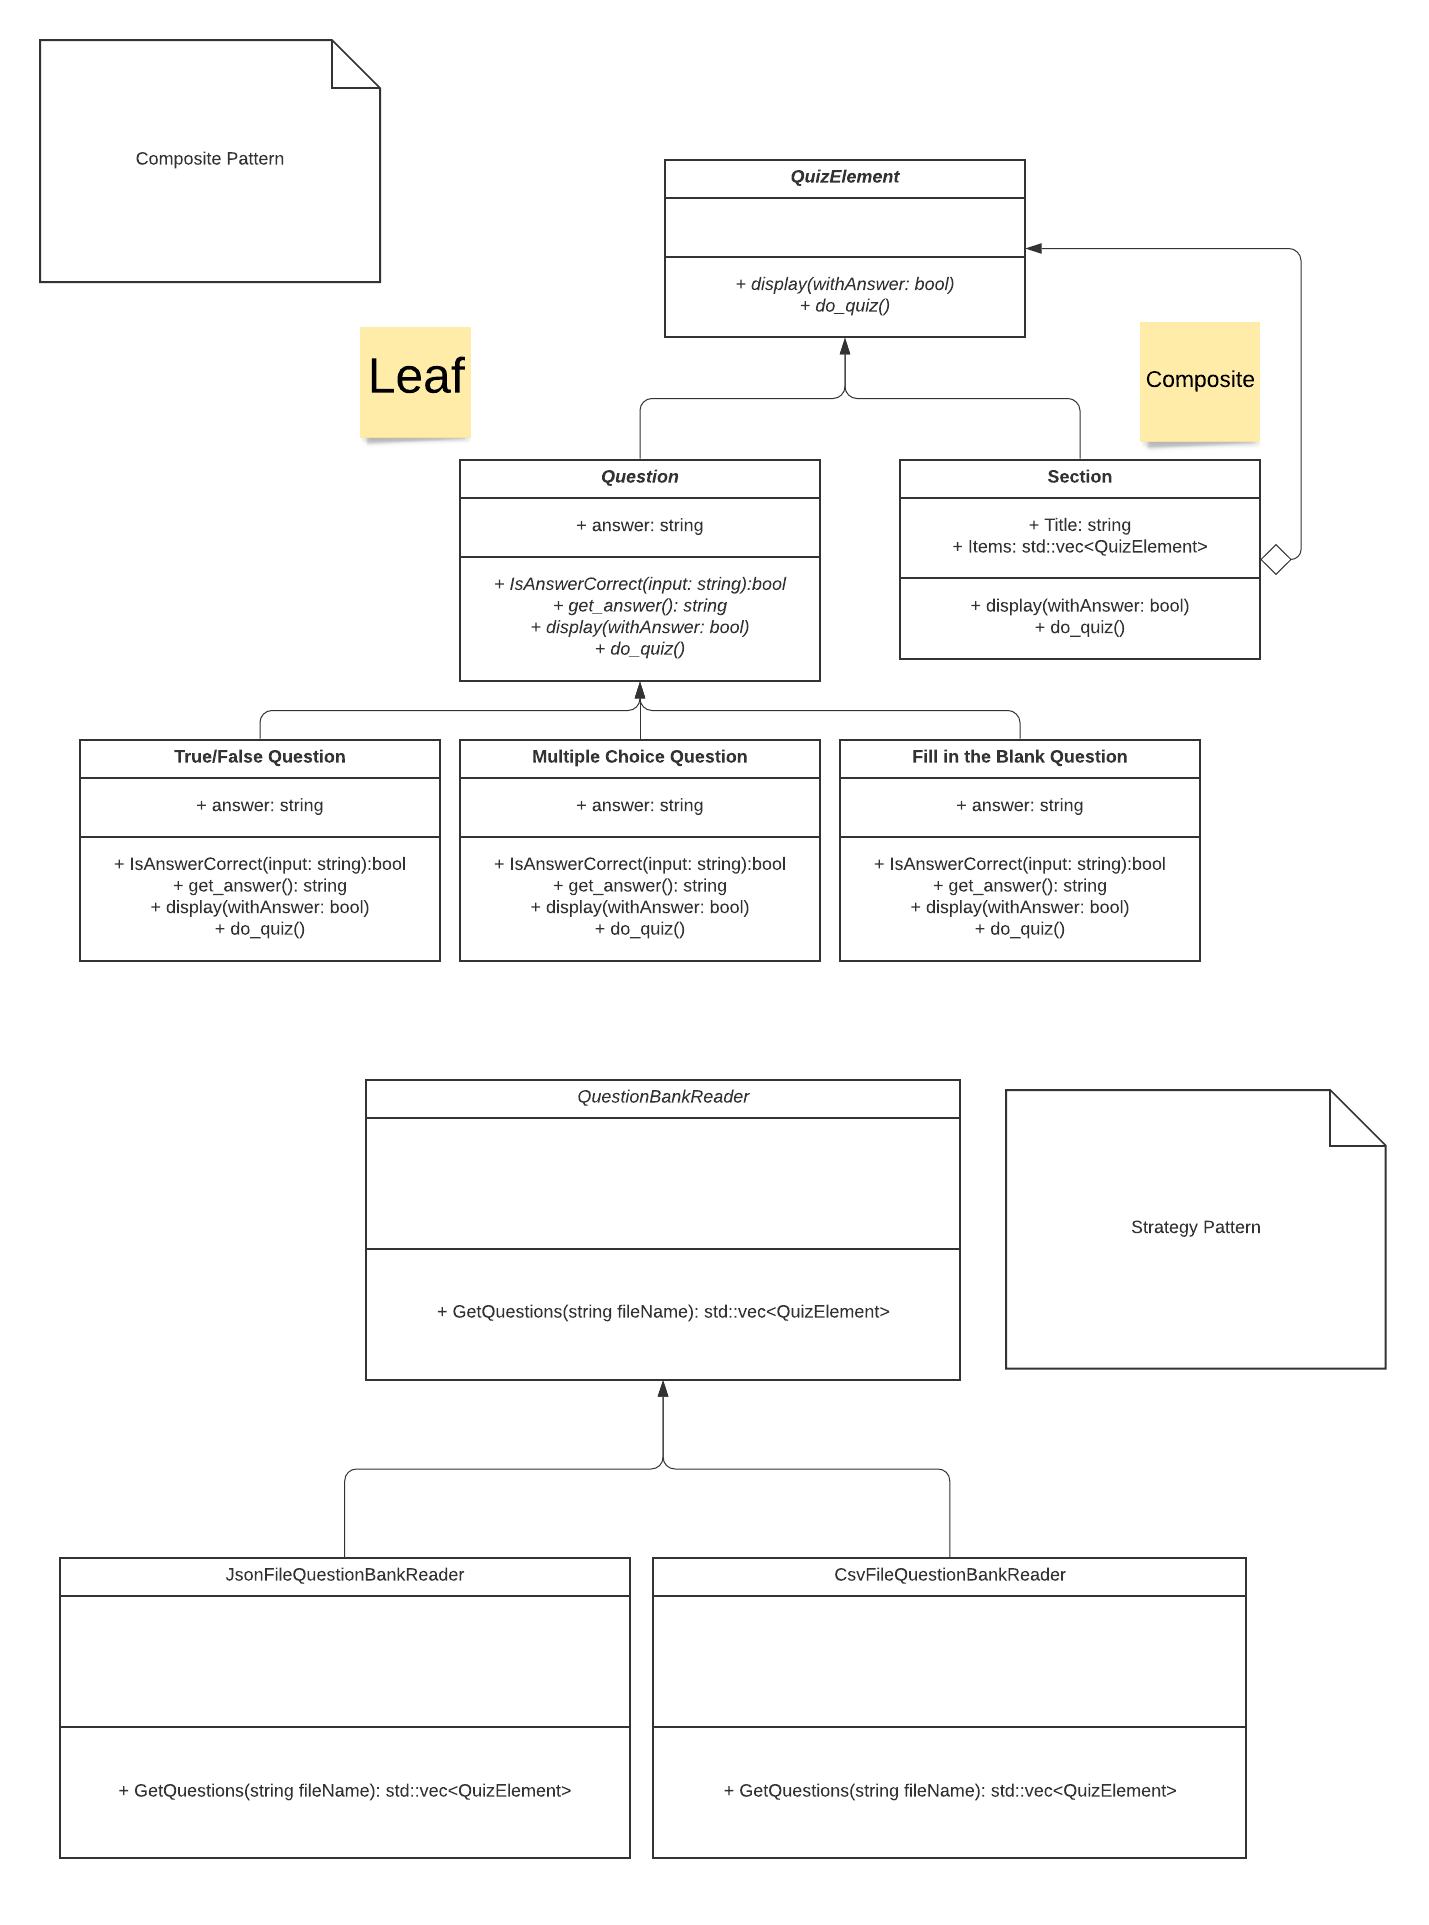 Composite Pattern
QuizElement
+ display(withAnswer: bool)
+ do_quiz()
Leaf
Composite
Question
+ answer: string
+ IsAnswerCorrect(input: string):bool
+ get_answer(): string
+ display(withAnswer: bool)
+ do_quiz()
Section
+ Title: string
+ Items: std::vec<QuizElement>
+ display(withAnswer: bool)
+ do_quiz()
True/False Question
+ answer: string
+ IsAnswerCorrect(input: string):bool
+ get_answer(): string
+ display(withAnswer: bool)
+ do_quiz()
Multiple Choice Question
+ answer: string
+ IsAnswerCorrect(input: string):bool
+ get_answer(): string
+ display(withAnswer: bool)
+ do_quiz()
Fill in the Blank Question
+ answer: string
+ IsAnswerCorrect(input: string):bool
+ get_answer(): string
+ display(withAnswer: bool)
+ do_quiz()
QuestionBankReader
+ GetQuestions(string fileName): std::vec<QuizElement>
Strategy Pattern
JsonFileQuestionBankReader
+ GetQuestions(string fileName): std::vec<QuizElement>
CsvFileQuestionBankReader
+ GetQuestions(string fileName): std::vec<QuizElement>